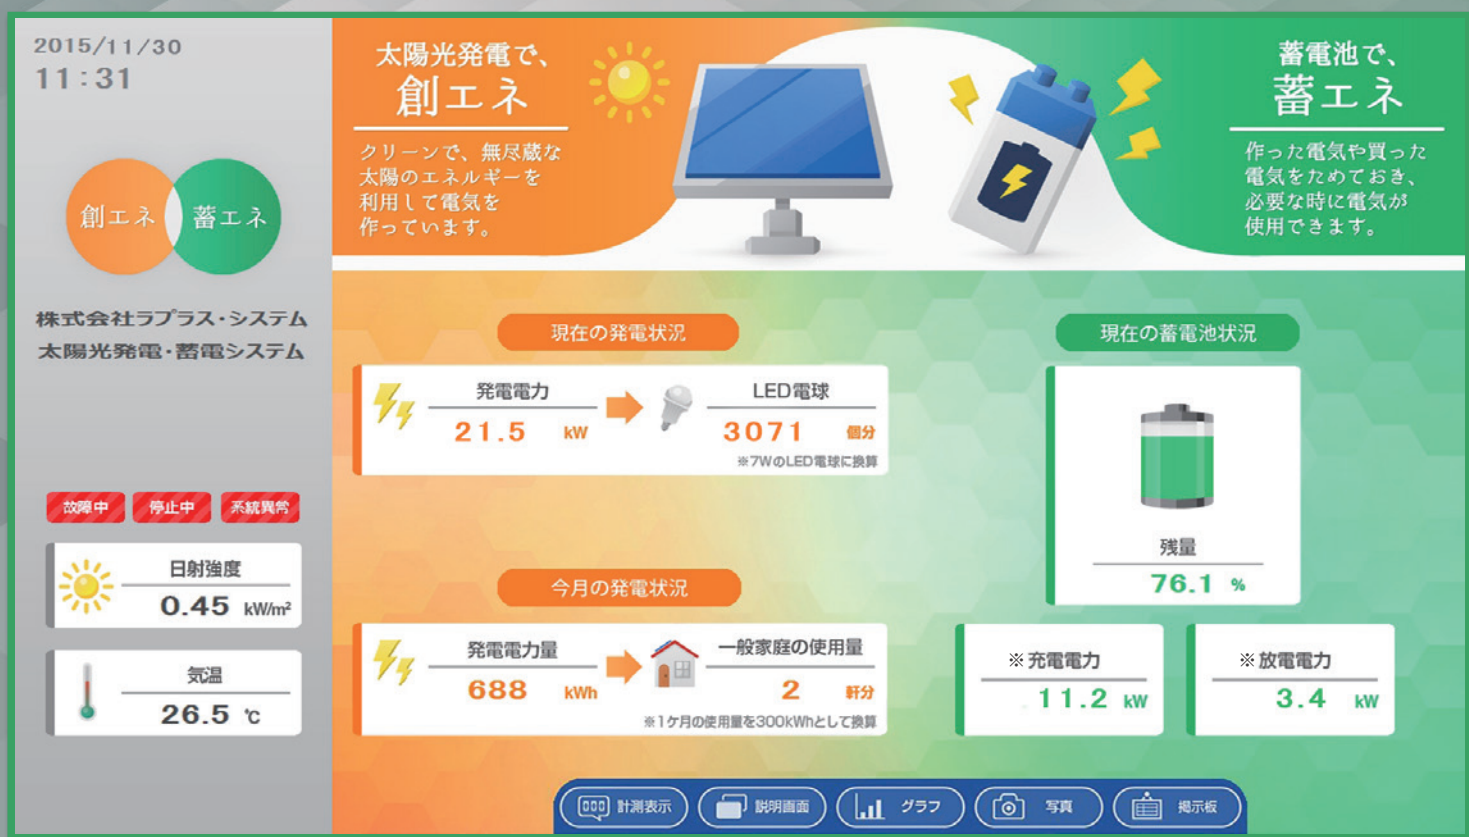 2015/11/30
11:31
創エネ
蓄エネ
株式会社ラプラス・システム
太陽光発電・蓄電システム
故障中
停止中
系統異常
日射強度
0.45 kW/m²
気温
26.5 ℃
太陽光発電で、
創エネ
クリーンで、無尽蔵な
太陽のエネルギーを
利用して電気を
作っています。
蓄電池で、
蓄エネ
作った電気や買った
電気をためておき、
必要な時に電気が
使用できます。
現在の発電状況
発電電力
21.5 kW
LED電球
3071 個分
※7WのLED電球に換算
今月の発電状況
発電電力量
688 kWh
一般家庭の使用量
2 軒分
※1ケ月の使用量を300kWhとして換算
現在の蓄電池状況
残量
76.1 %
※充電電力
11.2 kW
※放電電力
3.4 kW
計測表示
説明画面
グラフ
写真
掲示板